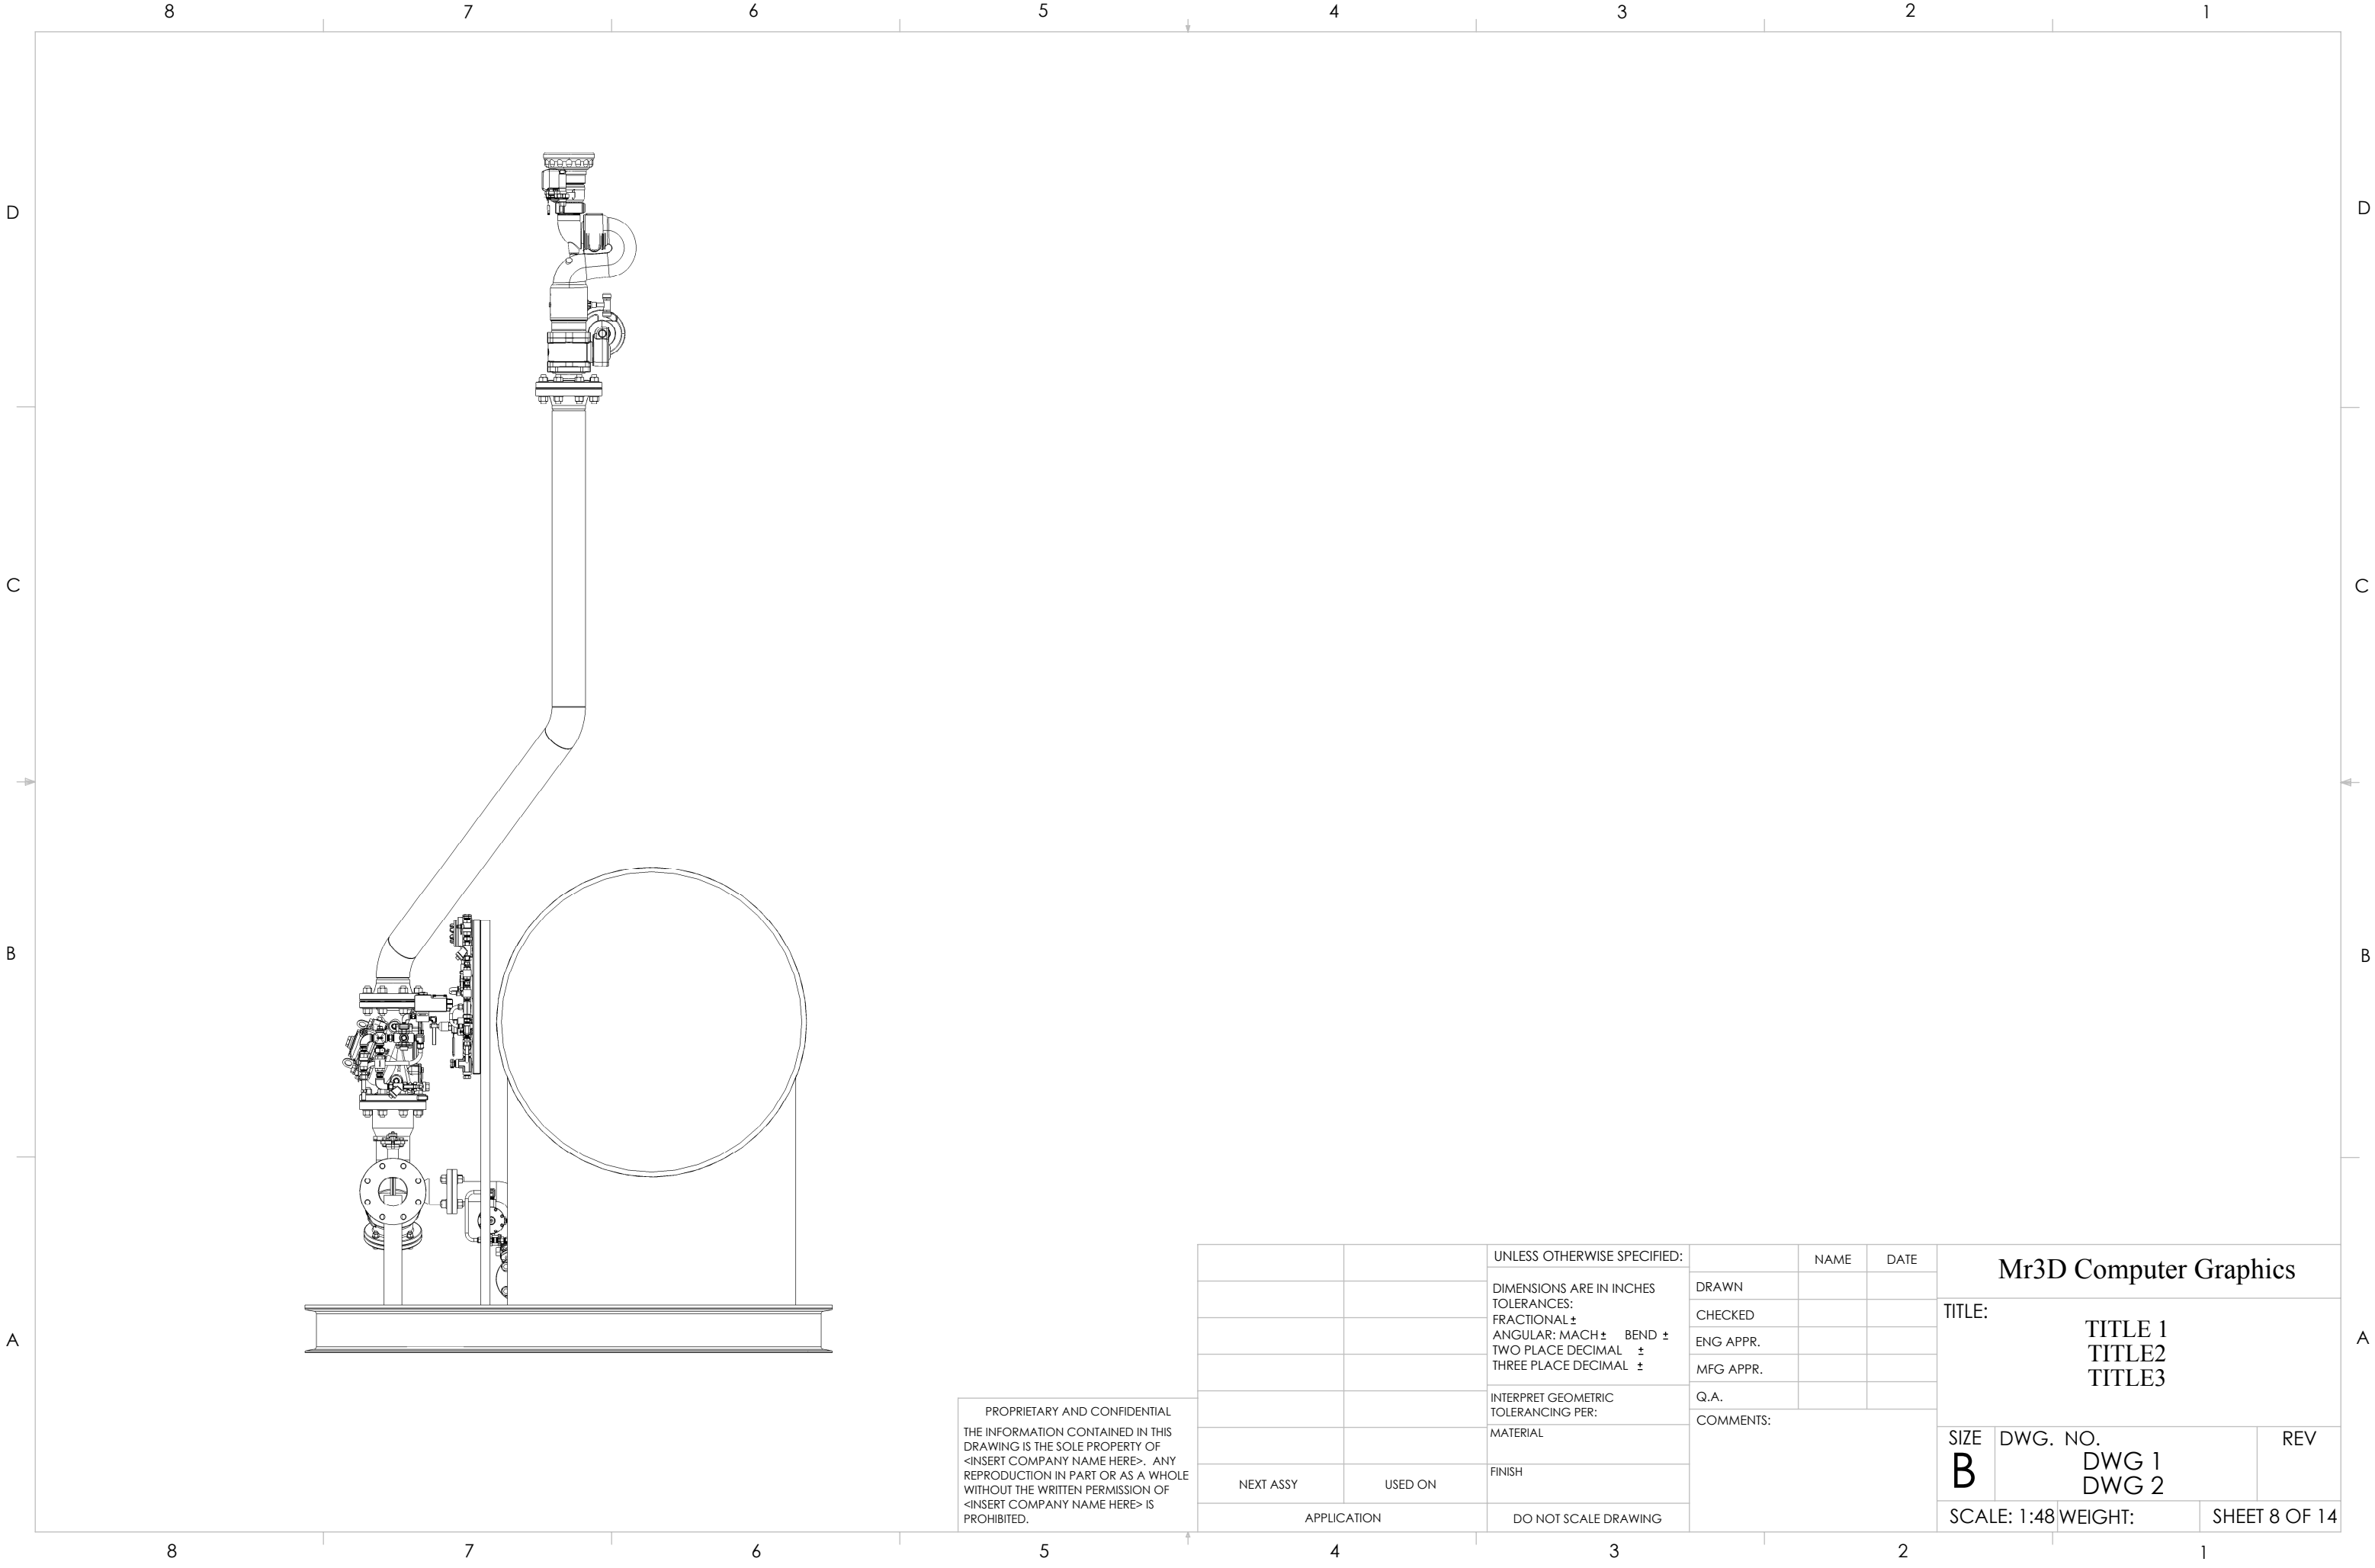 8 7 6 5 4 3 2 1
D D
C C
B B
A A
UNLESS OTHERWISE SPECIFIED:
DIMENSIONS ARE IN INCHES
TOLERANCES:
FRACTIONAL ±
ANGULAR: MACH ± BEND ±
TWO PLACE DECIMAL ±
THREE PLACE DECIMAL ±
INTERPRET GEOMETRIC
TOLERANCING PER:
MATERIAL
FINISH
DO NOT SCALE DRAWING
NAME DATE
DRAWN
CHECKED
ENG APPR.
MFG APPR.
Q.A.
COMMENTS:
Mr3D Computer Graphics
TITLE:
TITLE 1
TITLE2
TITLE3
SIZE DWG. NO. REV
B
DWG 1
DWG 2
SCALE: 1:48 WEIGHT: SHEET 8 OF 14
PROPRIETARY AND CONFIDENTIAL
THE INFORMATION CONTAINED IN THIS
DRAWING IS THE SOLE PROPERTY OF
<INSERT COMPANY NAME HERE>. ANY
REPRODUCTION IN PART OR AS A WHOLE
WITHOUT THE WRITTEN PERMISSION OF
<INSERT COMPANY NAME HERE> IS
PROHIBITED.
NEXT ASSY USED ON
APPLICATION
8 7 6 5 4 3 2 1